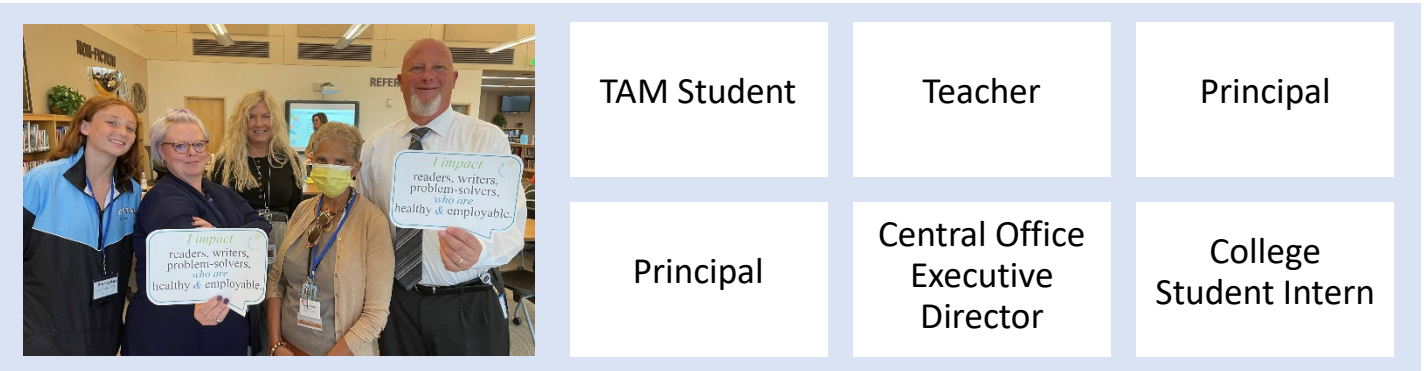 NON-FICTION
REFER
I impact
readers, writers,
problem-solvers,
who are
healthy & employable.
I impact
readers, writers,
problem-solvers,
who are
healthy & employable.
TAM Student
Teacher
Principal
Principal
Central Office
Executive
Director
College
Student Intern